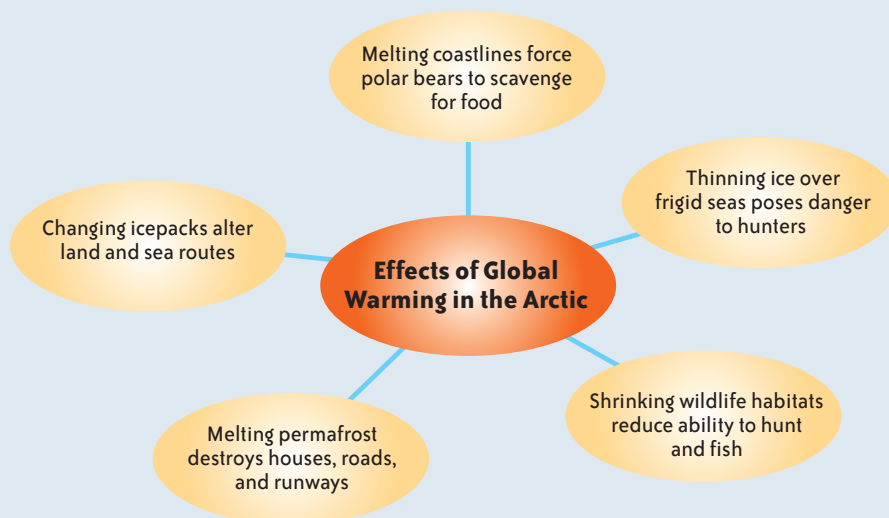 Melting coastlines force
polar bears to scavenge
for food
Thinning ice over
frigid seas poses danger
to hunters
Changing icepacks alter
land and sea routes
Effects of Global
Warming in the Arctic
Shrinking wildlife habitats
reduce ability to hunt
and fish
Melting permafrost
destroys houses, roads,
and runways